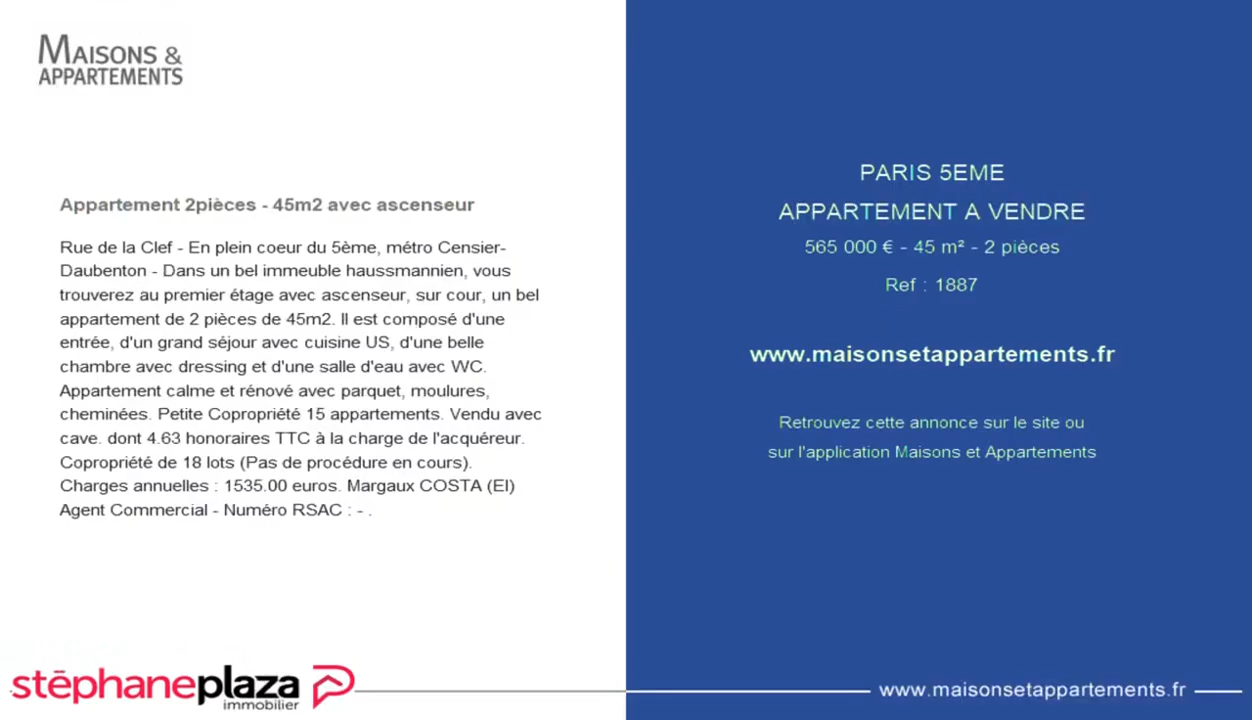 MAISONS &
APPARTEMENTS
Appartement 2pièces - 45m2 avec ascenseur
Rue de la Clef - En plein coeur du 5ème, métro Censier-
Daubenton - Dans un bel immeuble haussmannien, vous
trouverez au premier étage avec ascenseur, sur cour, un bel
appartement de 2 pièces de 45m2. Il est composé d'une
entrée, d'un grand séjour avec cuisine US, d'une belle
chambre avec dressing et d'une salle d'eau avec WC.
Appartement calme et rénové avec parquet, moulures,
cheminées. Petite Copropriété 15 appartements. Vendu avec
cave. dont 4.63 honoraires TTC à la charge de l'acquéreur.
Copropriété de 18 lots (Pas de procédure en cours).
Charges annuelles : 1535.00 euros. Margaux COSTA (EI)
Agent Commercial - Numéro RSAC : - .
stéphaneplaza
immobilier
PARIS 5EME
APPARTEMENT A VENDRE
565 000 € - 45 m² - 2 pièces
Ref : 1887
www.maisonsetappartements.fr
Retrouvez cette annonce sur le site ou
sur l'application Maisons et Appartements
www.maisonsetappartements.fr